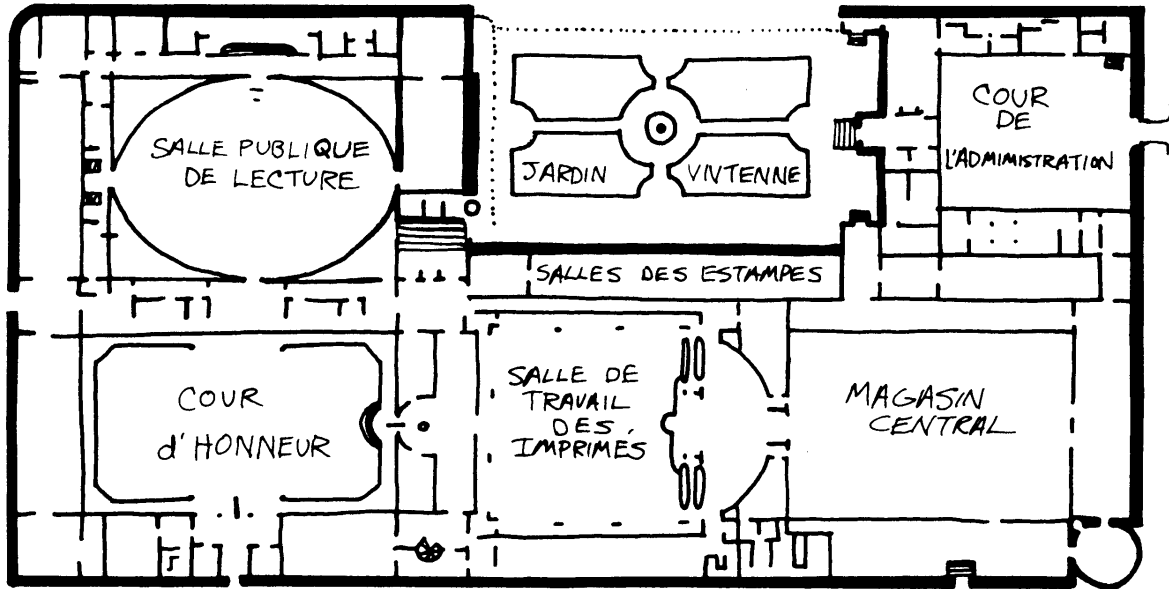 SALLE PUBLIQUE
DE LECTURE
JARDIN VIVIENNE
COUR
DE
L'ADMIMISTRATION
SALLES DES ESTAMPES
COUR
d'HONNEUR
SALLE DE
TRAVAIL
DES
IMPRIMÉS
MAGASIN
CENTRAL